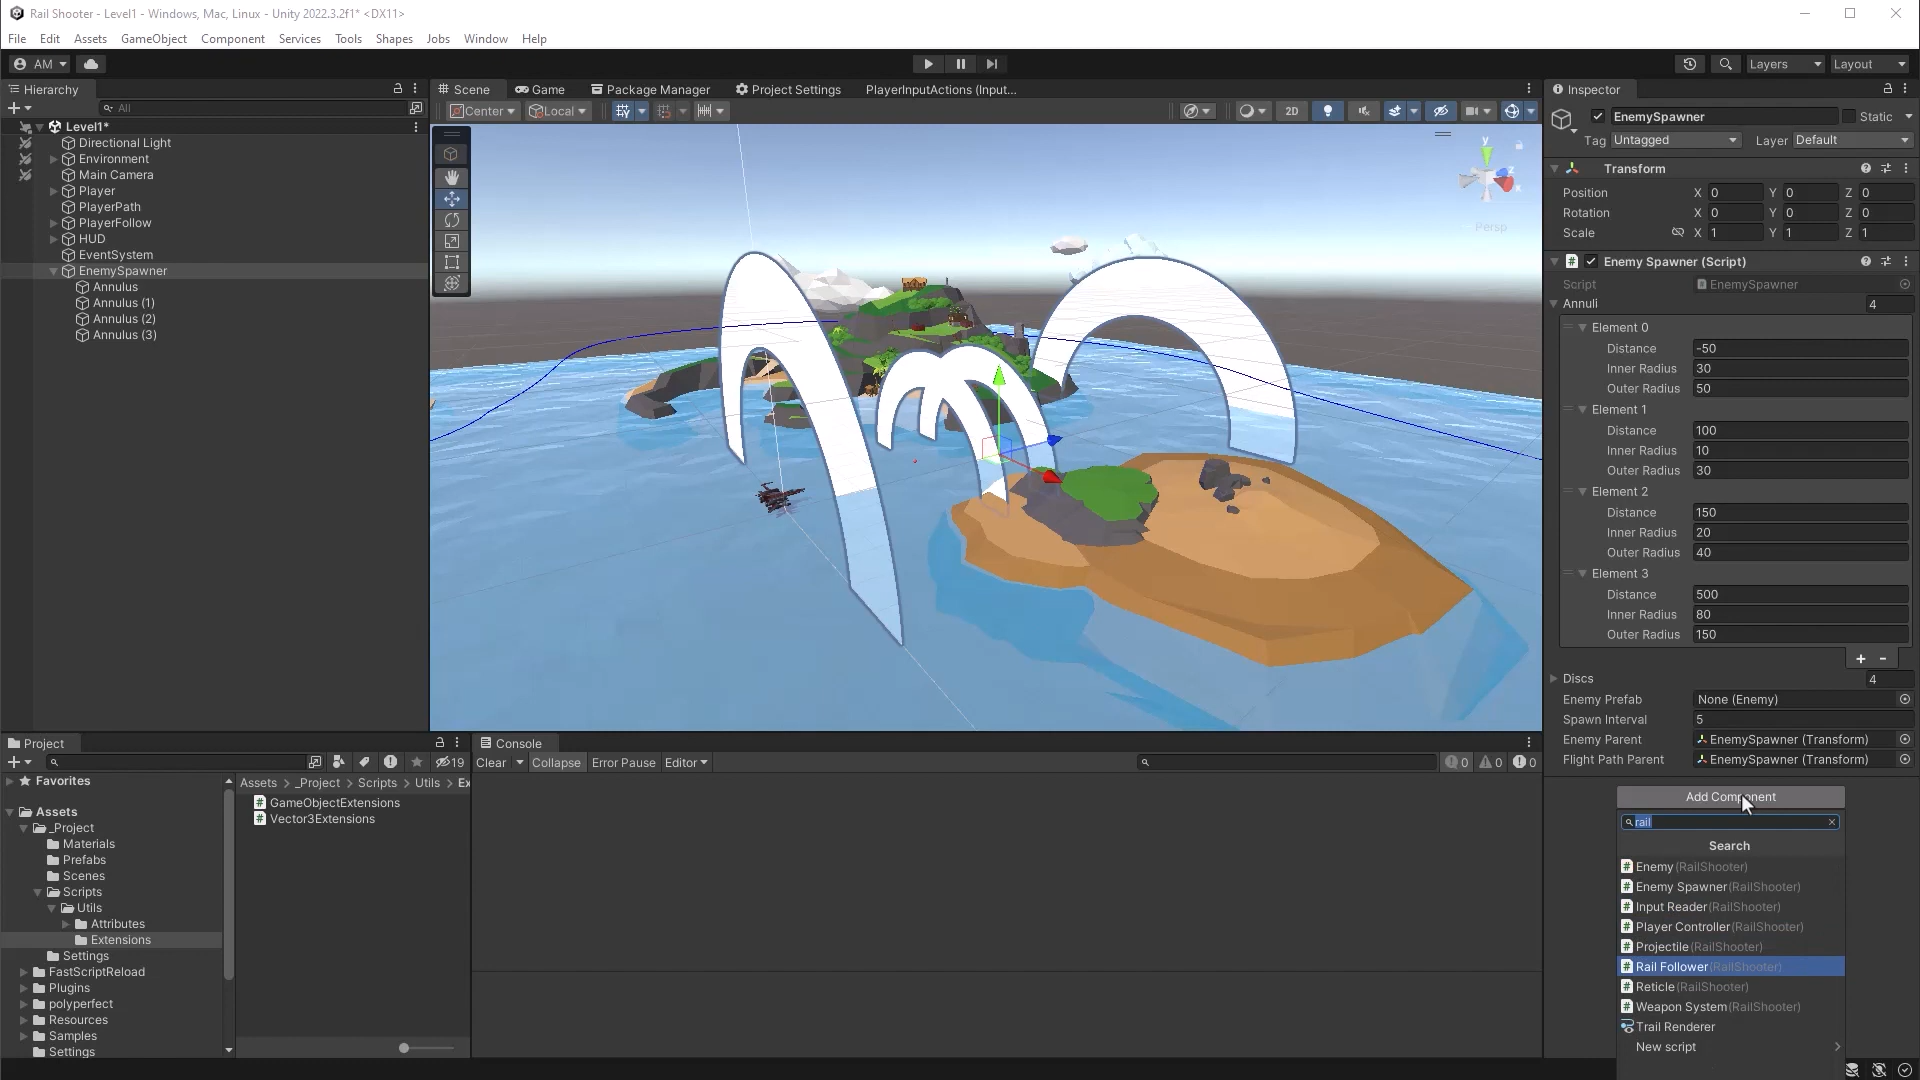 Rail Shooter - Level1 - Windows, Mac, Linux - Unity 2022.3.2f1* <DX11>
File Edit Assets GameObject Component Services Tools Shapes Jobs Window Help
AM Layers Layout
Hierarchy
All
Level1*
Directional Light
Environment
Main Camera
Player
PlayerPath
PlayerFollow
HUD
EventSystem
EnemySpawner
Annulus
Annulus (1)
Annulus (2)
Annulus (3)
Scene Game Package Manager Project Settings PlayerInputActions (Input...
Center Local 2D
y
z
x
Persp
Inspector
EnemySpawner Static
Tag Untagged Layer Default
Transform
Position X 0 Y 0 Z 0
Rotation X 0 Y 0 Z 0
Scale X 1 Y 1 Z 1
Enemy Spawner (Script)
Script EnemySpawner
Annuli 4
Element 0
Distance -50
Inner Radius 30
Outer Radius 50
Element 1
Distance 100
Inner Radius 10
Outer Radius 30
Element 2
Distance 150
Inner Radius 20
Outer Radius 40
Element 3
Distance 500
Inner Radius 80
Outer Radius 150
+ -
Discs 4
Enemy Prefab None (Enemy)
Spawn Interval 5
Enemy Parent EnemySpawner (Transform)
Flight Path Parent EnemySpawner (Transform)
Add Component
rail
Search
Enemy (RailShooter)
Enemy Spawner (RailShooter)
Input Reader (RailShooter)
Player Controller (RailShooter)
Projectile (RailShooter)
Rail Follower (RailShooter)
Reticle (RailShooter)
Weapon System (RailShooter)
Trail Renderer
New script
Project
19
Favorites
Assets
_Project
Materials
Prefabs
Scenes
Scripts
Utils
Attributes
Extensions
Settings
FastScriptReload
Plugins
polyperfect
Resources
Samples
Settings
Assets > _Project > Scripts > Utils > Ex
GameObjectExtensions
Vector3Extensions
Console
Clear Collapse Error Pause Editor 0 0 0